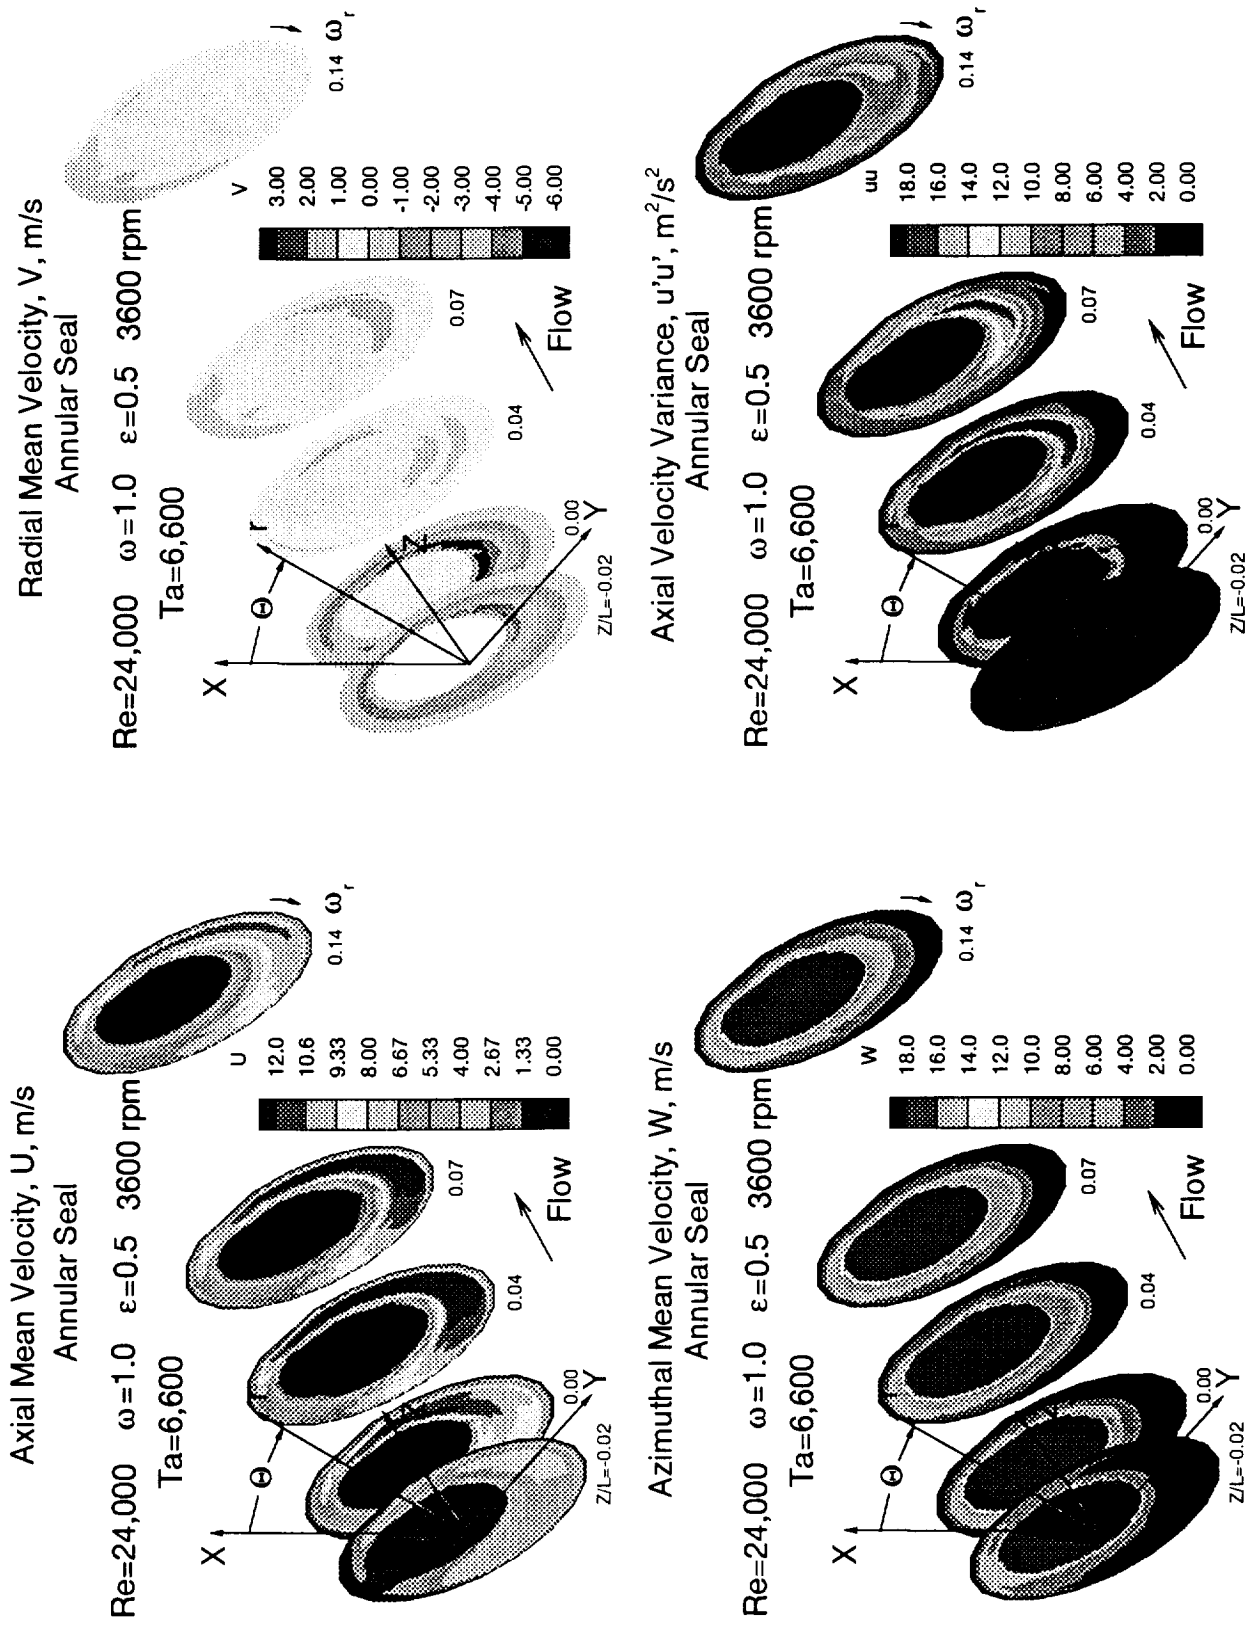 Axial Mean Velocity, U, m/s
Annular Seal
Re=24,000 ω=1.0 ε=0.5 3600 rpm
Ta=6,600
X
Θ
r
Z
Y
Z/L=-0.02
0.00
0.04
0.07
0.14
ω r
Flow
U
12.0
10.6
9.33
8.00
6.67
5.33
4.00
2.67
1.33
0.00
Radial Mean Velocity, V, m/s
Annular Seal
Re=24,000 ω=1.0 ε=0.5 3600 rpm
Ta=6,600
X
Θ
r
Z
Y
Z/L=-0.02
0.00
0.04
0.07
0.14
ω r
Flow
V
3.00
2.00
1.00
0.00
-1.00
-2.00
-3.00
-4.00
-5.00
-6.00
Azimuthal Mean Velocity, W, m/s
Annular Seal
Re=24,000 ω=1.0 ε=0.5 3600 rpm
Ta=6,600
X
Θ
Z
Y
Z/L=-0.02
0.00
0.04
0.07
0.14
ω r
Flow
W
18.0
16.0
14.0
12.0
10.0
8.00
6.00
4.00
2.00
0.00
Axial Velocity Variance, u'u', m²/s²
Annular Seal
Re=24,000 ω=1.0 ε=0.5 3600 rpm
Ta=6,600
X
Θ
Y
Z/L=-0.02
0.00
0.04
0.07
0.14
ω r
Flow
uu
18.0
16.0
14.0
12.0
10.0
8.00
6.00
4.00
2.00
0.00